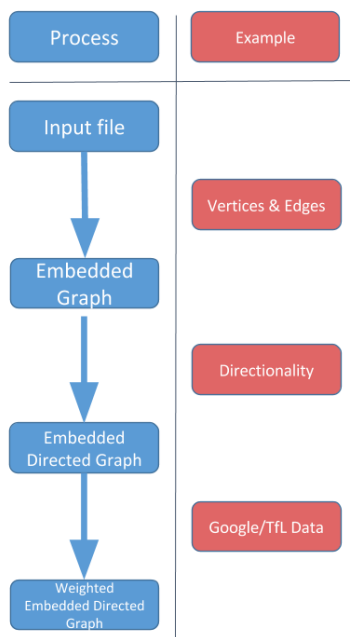 Process
Example
Input file
Vertices & Edges
Embedded
Graph
Directionality
Embedded
Directed Graph
Google/TfL Data
Weighted
Embedded Directed
Graph